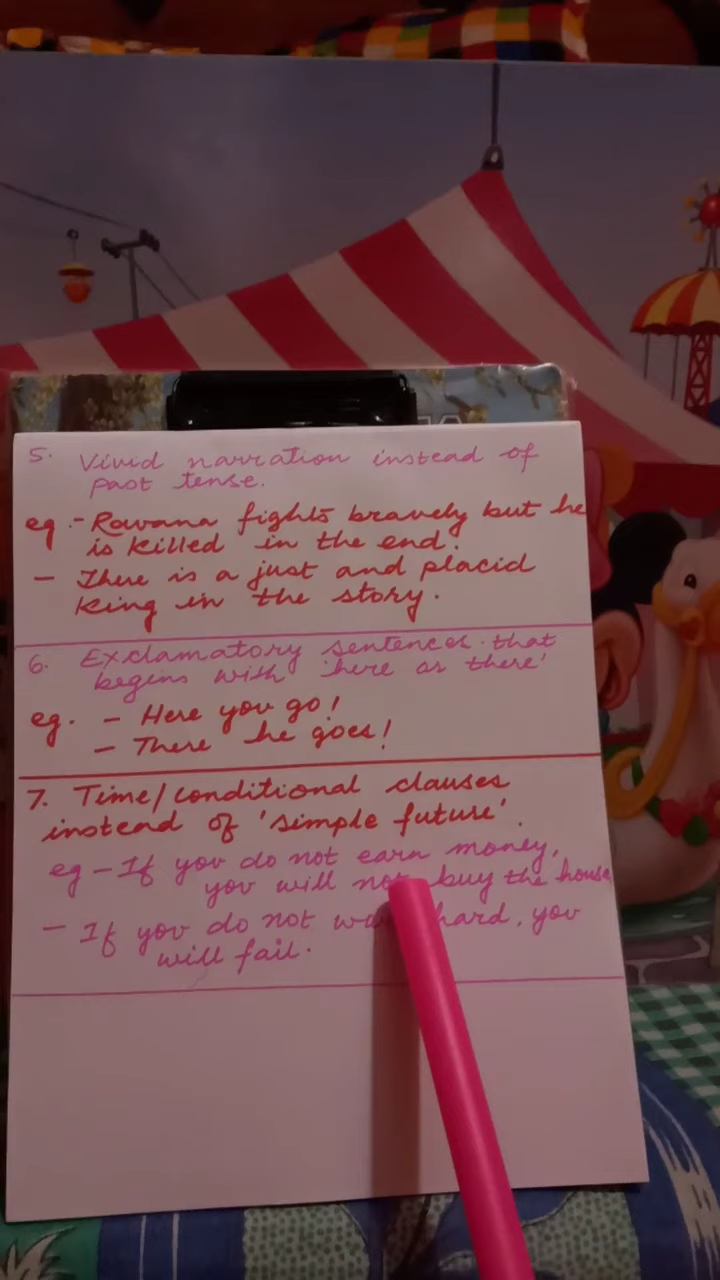 5. Vivid narration instead of
past tense.
eg :- Ravana fights bravely but he
is killed in the end.
- There is a just and placid
king in the story.
6. Exclamatory sentences that
begins with 'here or there'
eg. - Here you go!
- There he goes!
7. Time/conditional clauses
instead of 'simple future'.
eg - If you do not earn money,
you will not buy the house
- If you do not hard, you
will fail.